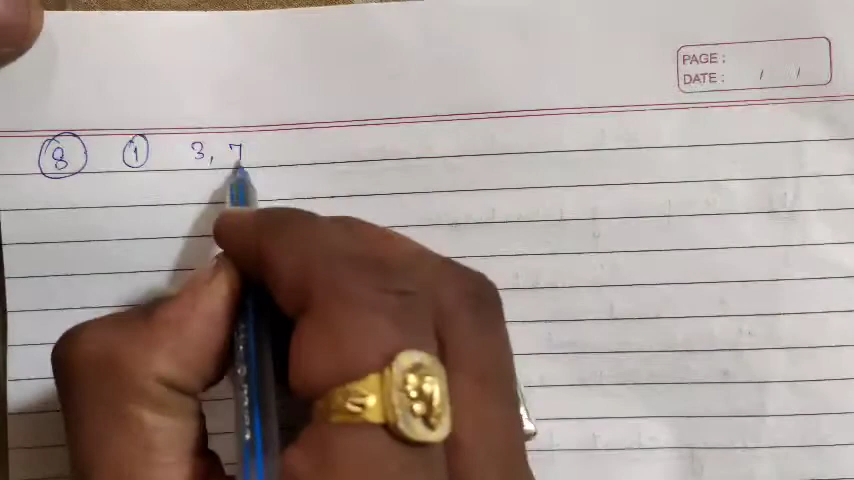 PAGE :
DATE : / /
8 1 3, 7